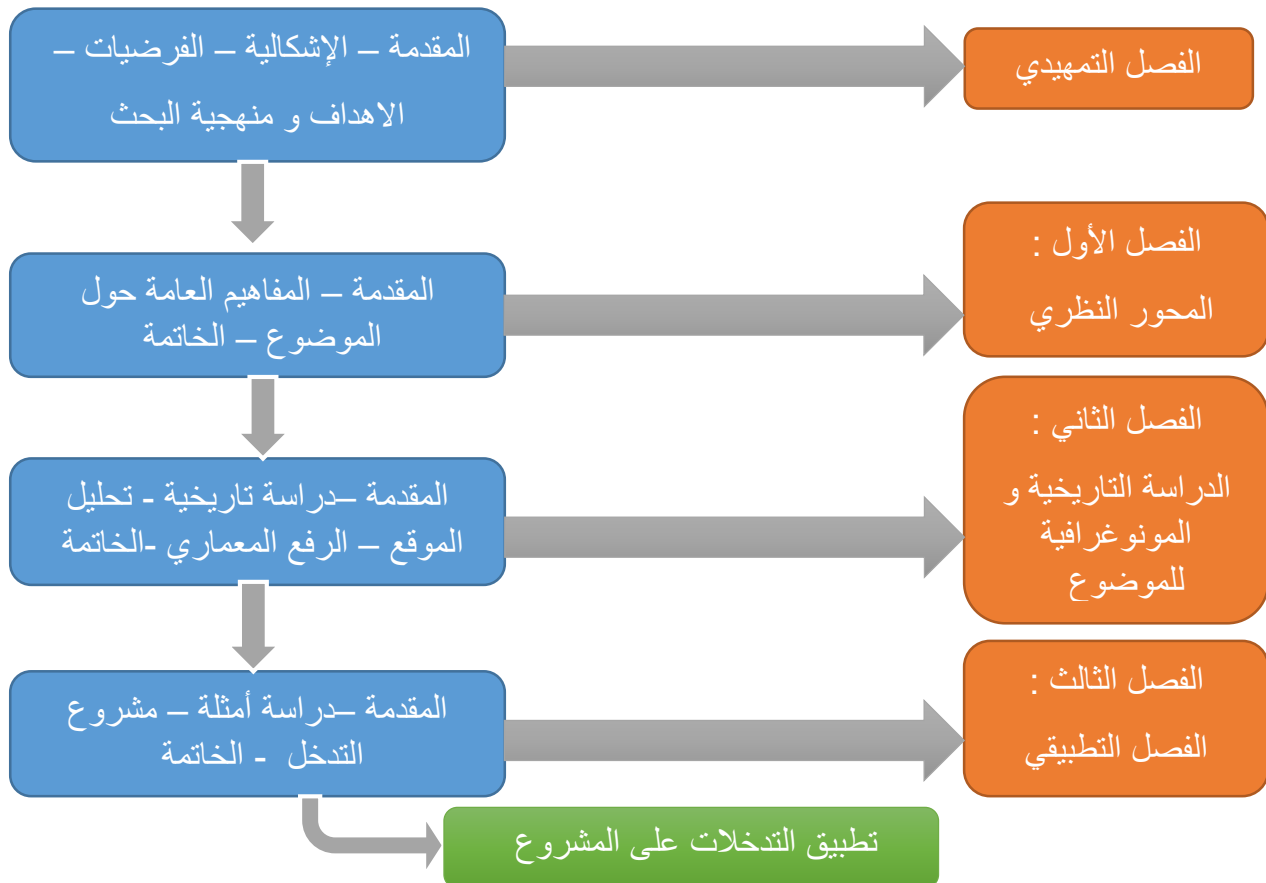 المقدمة – الإشكالية – الفرضيات –
الاهداف و منهجية البحث
الفصل التمهيدي
المقدمة – المفاهيم العامة حول
الموضوع – الخاتمة
الفصل الأول :
المحور النظري
المقدمة –دراسة تاريخية - تحليل
الموقع – الرفع المعماري -الخاتمة
الفصل الثاني :
الدراسة التاريخية و
المونوغرافية
للموضوع
المقدمة –دراسة أمثلة – مشروع
التدخل - الخاتمة
الفصل الثالث :
الفصل التطبيقي
تطبيق التدخلات على المشروع